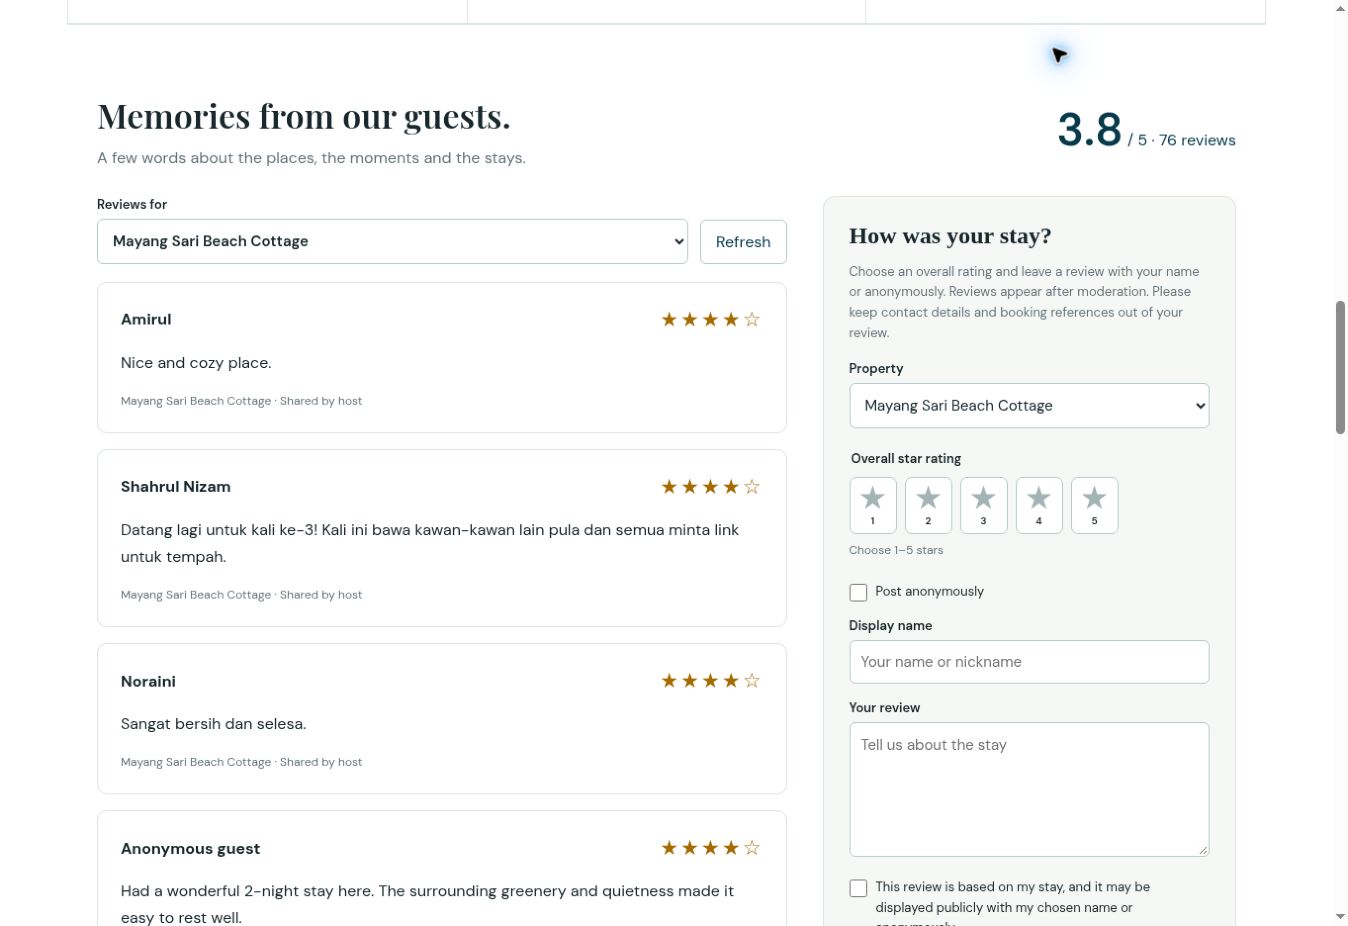 Memories from our guests.
A few words about the places, the moments and the stays.
3.8 / 5 · 76 reviews
Reviews for
Mayang Sari Beach Cottage
Refresh
Amirul
★★★★☆
Nice and cozy place.
Mayang Sari Beach Cottage · Shared by host
Shahrul Nizam
★★★★☆
Datang lagi untuk kali ke-3! Kali ini bawa kawan-kawan lain pula dan semua minta link
untuk tempah.
Mayang Sari Beach Cottage · Shared by host
Noraini
★★★★☆
Sangat bersih dan selesa.
Mayang Sari Beach Cottage · Shared by host
Anonymous guest
★★★★☆
Had a wonderful 2-night stay here. The surrounding greenery and quietness made it
easy to rest well.
How was your stay?
Choose an overall rating and leave a review with your name
or anonymously. Reviews appear after moderation. Please
keep contact details and booking references out of your
review.
Property
Mayang Sari Beach Cottage
Overall star rating
★ ★ ★ ★ ★
1 2 3 4 5
Choose 1–5 stars
Post anonymously
Display name
Your name or nickname
Your review
Tell us about the stay
This review is based on my stay, and it may be
displayed publicly with my chosen name or